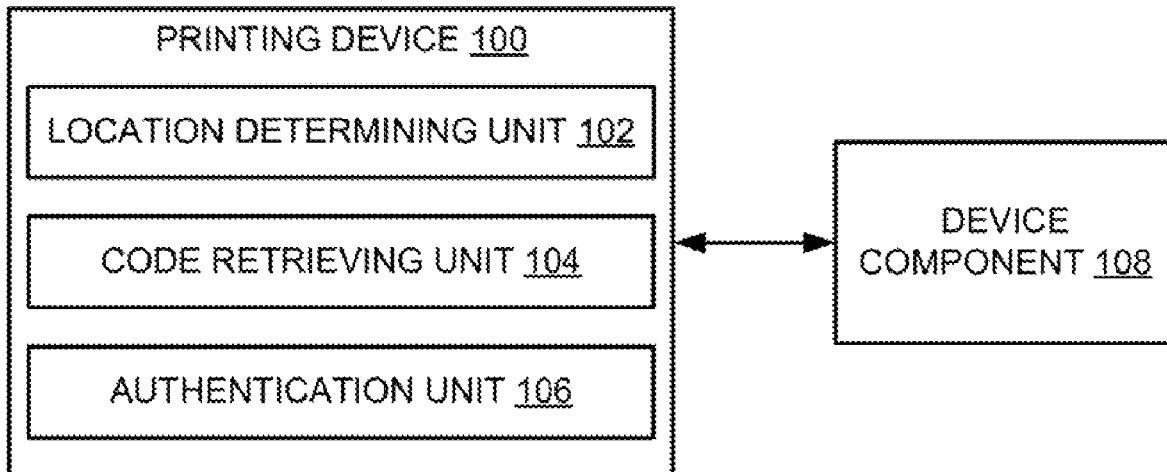 PRINTING DEVICE 100
LOCATION DETERMINING UNIT 102
CODE RETRIEVING UNIT 104
AUTHENTICATION UNIT 106
DEVICE
COMPONENT 108